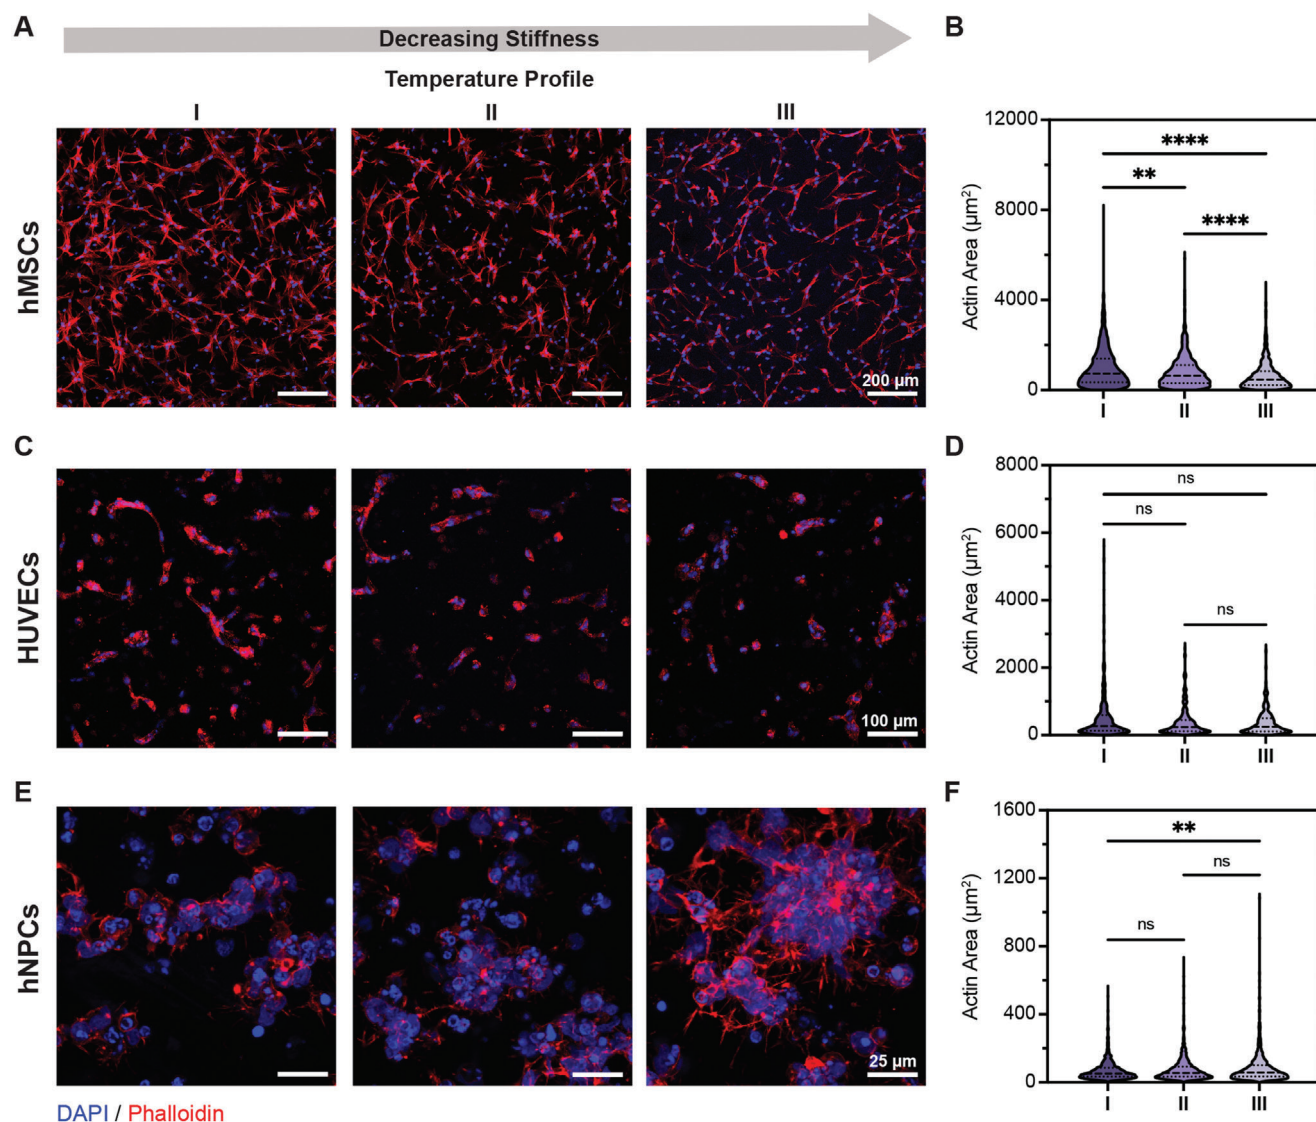 A
Decreasing Stiffness
Temperature Profile
I II III
hMSCs
200 µm
B
Actin Area (µm²)
12000
8000
4000
0
****
**
****
I II III
C
HUVECs
100 µm
D
Actin Area (µm²)
8000
6000
4000
2000
0
ns
ns
ns
I II III
E
hNPCs
25 µm
F
Actin Area (µm²)
1600
1200
800
400
0
**
ns
ns
I II III
DAPI / Phalloidin